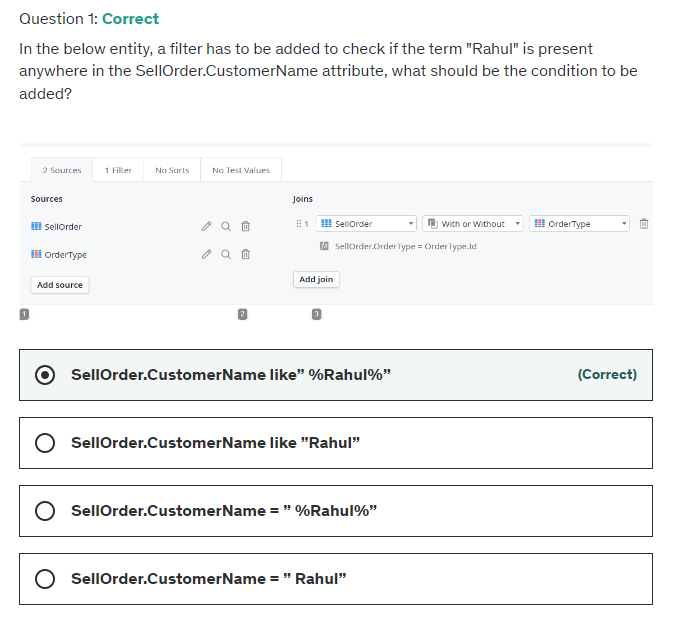 Question 1: Correct
In the below entity, a filter has to be added to check if the term "Rahul" is present
anywhere in the SellOrder.CustomerName attribute, what should be the condition to be
added?
2 Sources 1 Filter No Sorts No Test Values
Sources Joins
SellOrder 1 SellOrder With or Without OrderType
SellOrder.OrderType = OrderType.Id
OrderType
Add source Add join
1 2 3
SellOrder.CustomerName like” %Rahul%” (Correct)
SellOrder.CustomerName like ”Rahul”
SellOrder.CustomerName = ” %Rahul%”
SellOrder.CustomerName = ” Rahul”